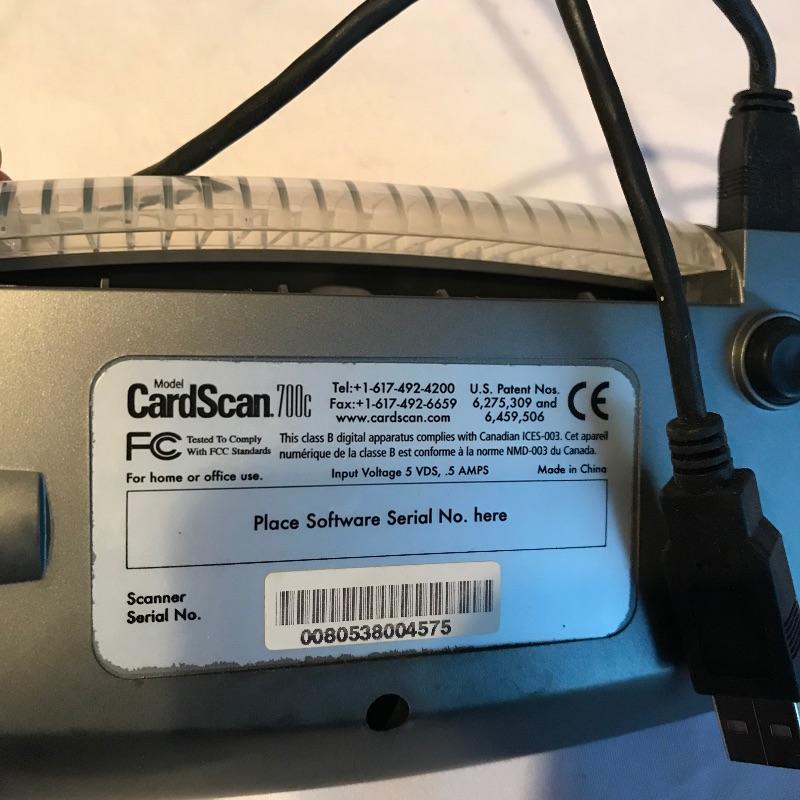 Model
CardScan 700c
Tel:+1-617-492-4200
Fax:+1-617-492-6659
www.cardscan.com
U.S. Patent Nos.
6,275,309 and
6,459,506
CE
FC Tested To Comply
With FCC Standards
This class B digital apparatus complies with Canadian ICES-003. Cet apareil
numérique de la classe B est conforme à la norme NMD-003 du Canada.
For home or office use.
Input Voltage 5 VDS, .5 AMPS
Made in China
Place Software Serial No. here
Scanner
Serial No.
0080538004575